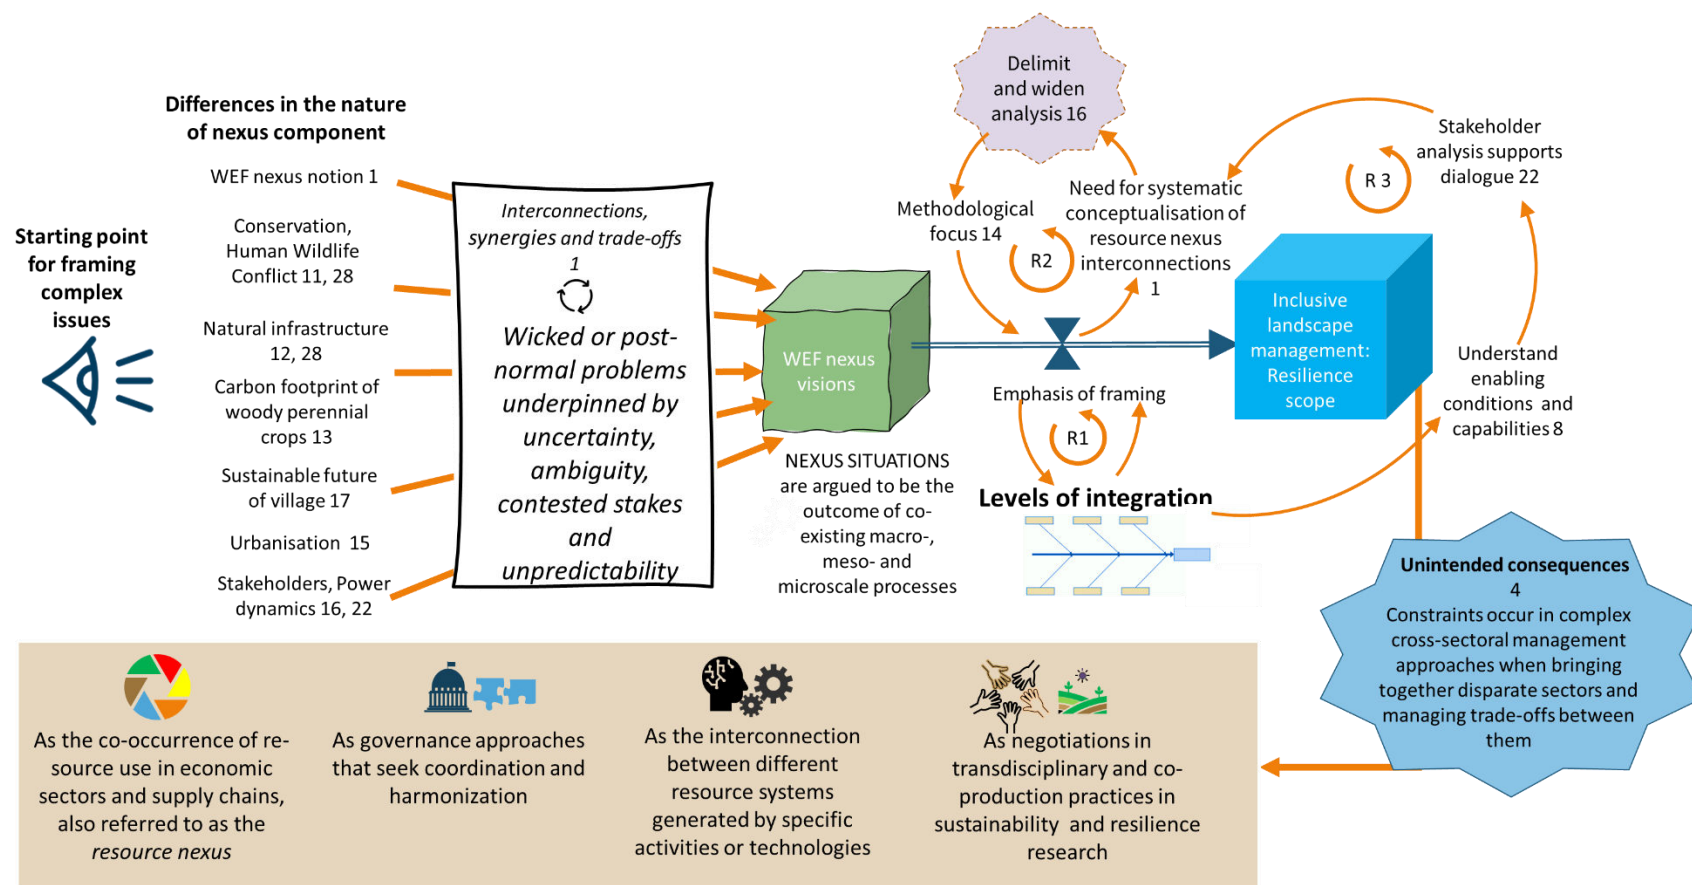 Starting point
for framing
complex
issues
Differences in the nature
of nexus component
WEF nexus notion 1
Conservation,
Human Wildlife
Conflict 11, 28
Natural infrastructure
12, 28
Carbon footprint of
woody perennial
crops 13
Sustainable future
of village 17
Urbanisation 15
Stakeholders, Power
dynamics 16, 22
Interconnections,
synergies and trade-offs
1
Wicked or post-
normal problems
underpinned by
uncertainty,
ambiguity,
contested stakes
and
unpredictability
WEF nexus
visions
NEXUS SITUATIONS
are argued to be the
outcome of co-
existing macro-,
meso- and
microscale processes
Delimit
and widen
analysis 16
Methodological
focus 14
R2
Need for systematic
conceptualisation of
resource nexus
interconnections
1
Emphasis of framing
R1
Levels of integration
Stakeholder
analysis supports
dialogue 22
R 3
Inclusive
landscape
management:
Resilience
scope
Understand
enabling
conditions and
capabilities 8
Unintended consequences
4
Constraints occur in complex
cross-sectoral management
approaches when bringing
together disparate sectors and
managing trade-offs between
them
As the co-occurrence of re-
source use in economic
sectors and supply chains,
also referred to as the
resource nexus
As governance approaches
that seek coordination and
harmonization
As the interconnection
between different
resource systems
generated by specific
activities or technologies
As negotiations in
transdisciplinary and co-
production practices in
sustainability and resilience
research